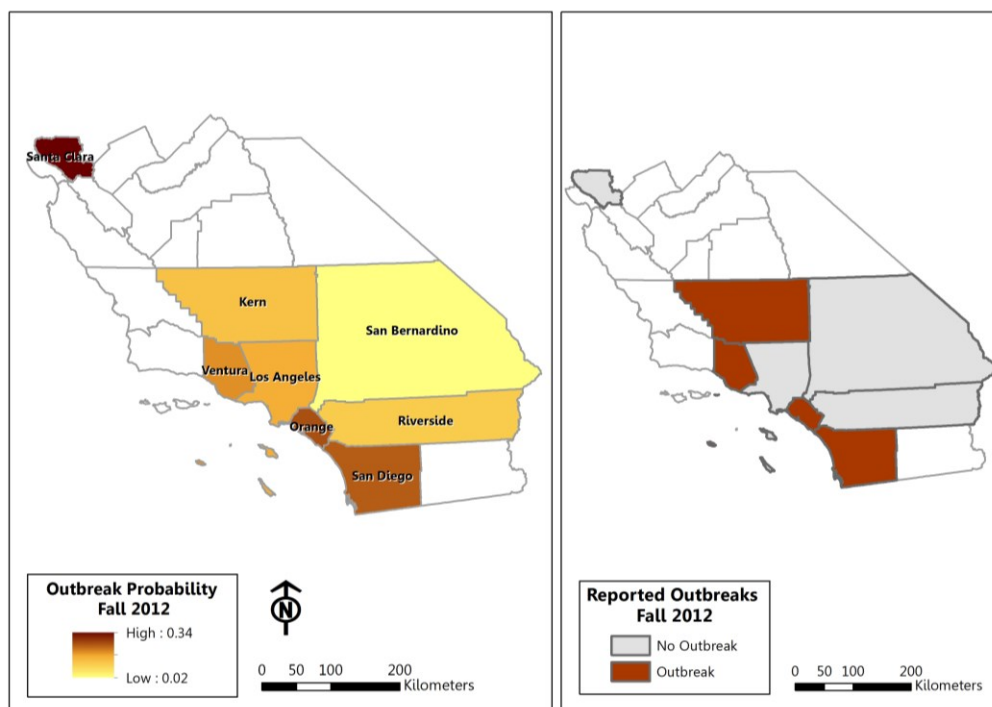 Santa Clara
Kern
San Bernardino
Ventura
Los Angeles
Orange
Riverside
San Diego
Outbreak Probability
Fall 2012
High : 0.34
Low : 0.02
N
0 50 100 200
Kilometers
Reported Outbreaks
Fall 2012
No Outbreak
Outbreak
0 50 100 200
Kilometers